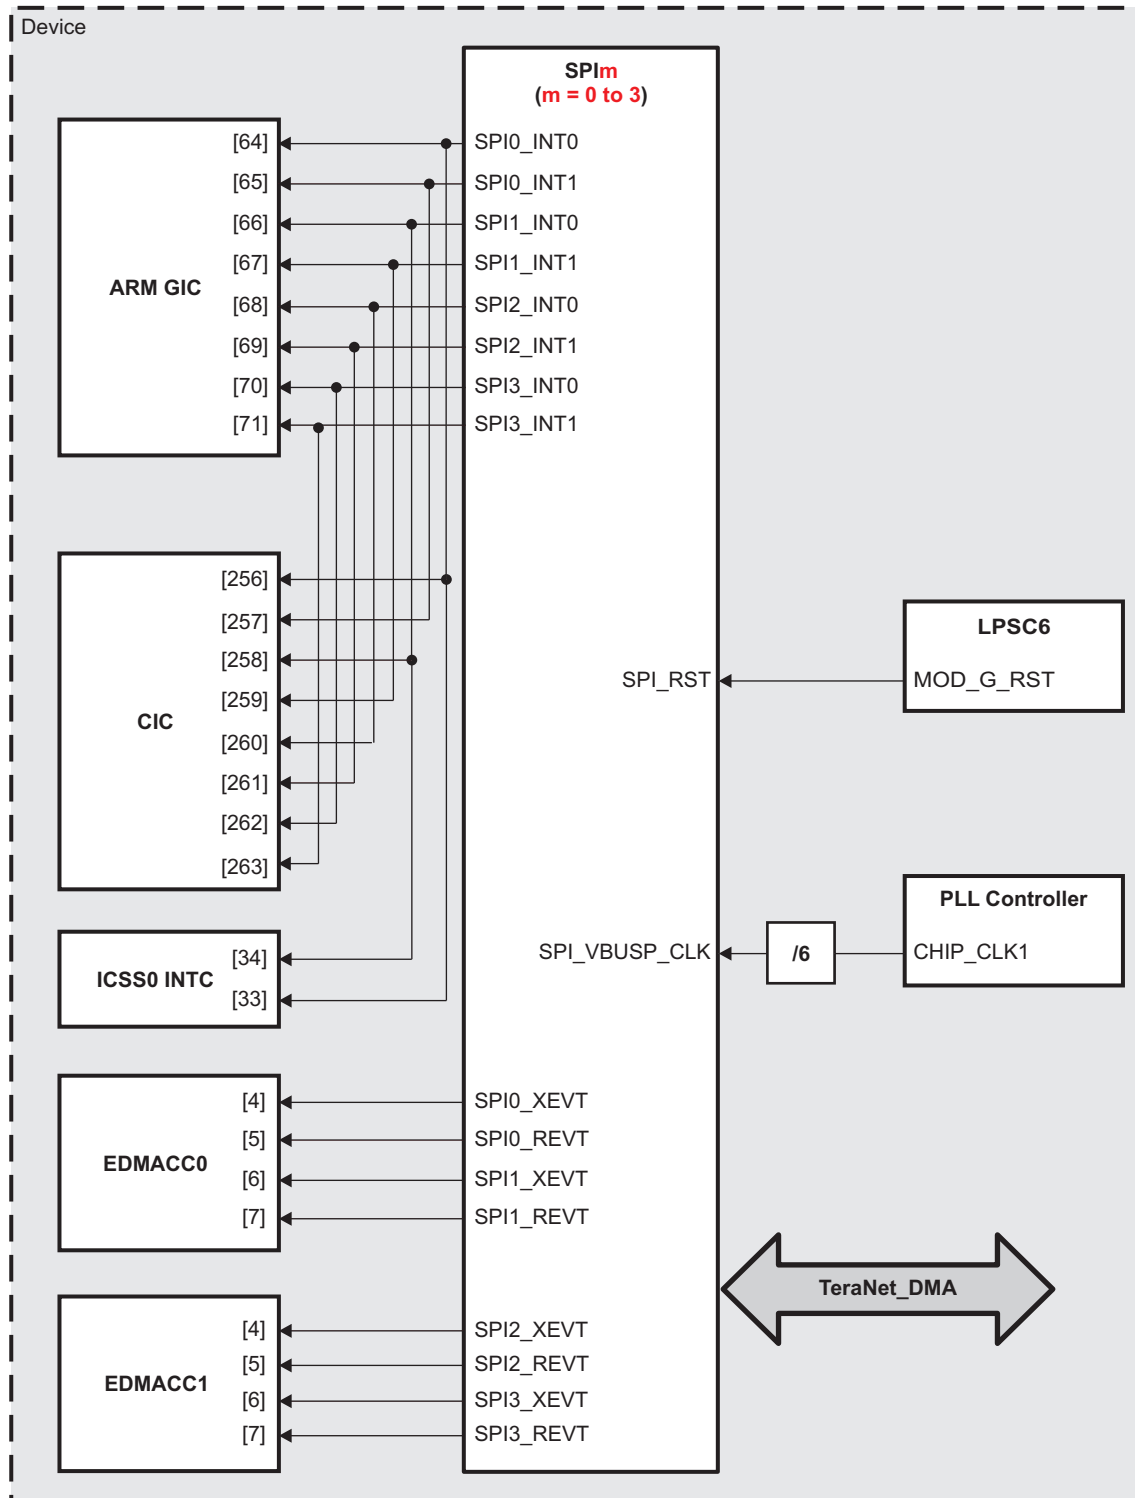 Device
SPIm
(m = 0 to 3)
ARM GIC
[64]
[65]
[66]
[67]
[68]
[69]
[70]
[71]
SPI0_INT0
SPI0_INT1
SPI1_INT0
SPI1_INT1
SPI2_INT0
SPI2_INT1
SPI3_INT0
SPI3_INT1
CIC
[256]
[257]
[258]
[259]
[260]
[261]
[262]
[263]
LPSC6
SPI_RST
MOD_G_RST
PLL Controller
SPI_VBUSP_CLK
/6
CHIP_CLK1
ICSS0 INTC
[34]
[33]
EDMACC0
[4]
[5]
[6]
[7]
SPI0_XEVT
SPI0_REVT
SPI1_XEVT
SPI1_REVT
TeraNet_DMA
EDMACC1
[4]
[5]
[6]
[7]
SPI2_XEVT
SPI2_REVT
SPI3_XEVT
SPI3_REVT